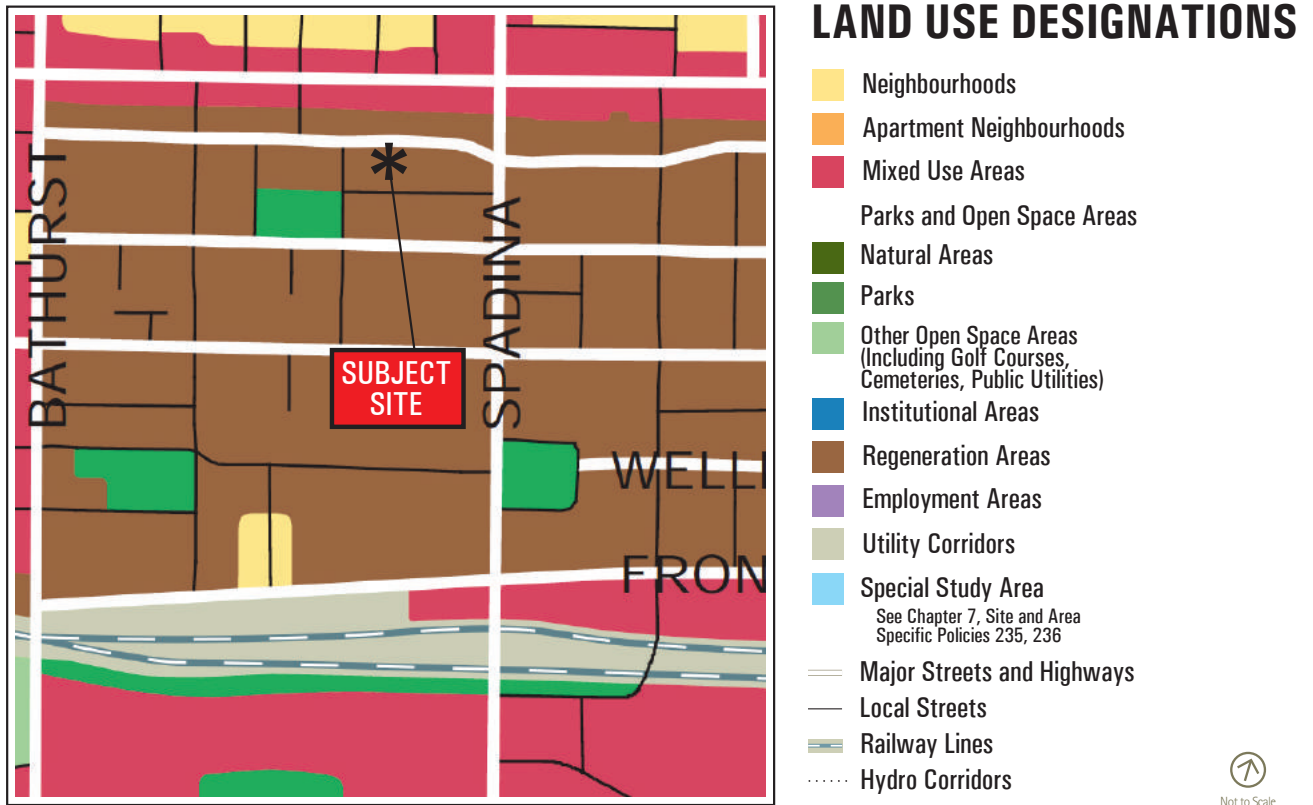 BATHURST
SPADINA
SUBJECT
SITE
WELLI
FRON
LAND USE DESIGNATIONS
Neighbourhoods
Apartment Neighbourhoods
Mixed Use Areas
Parks and Open Space Areas
Natural Areas
Parks
Other Open Space Areas
(Including Golf Courses,
Cemeteries, Public Utilities)
Institutional Areas
Regeneration Areas
Employment Areas
Utility Corridors
Special Study Area
See Chapter 7, Site and Area
Specific Policies 235, 236
Major Streets and Highways
Local Streets
Railway Lines
Hydro Corridors
Not to Scale